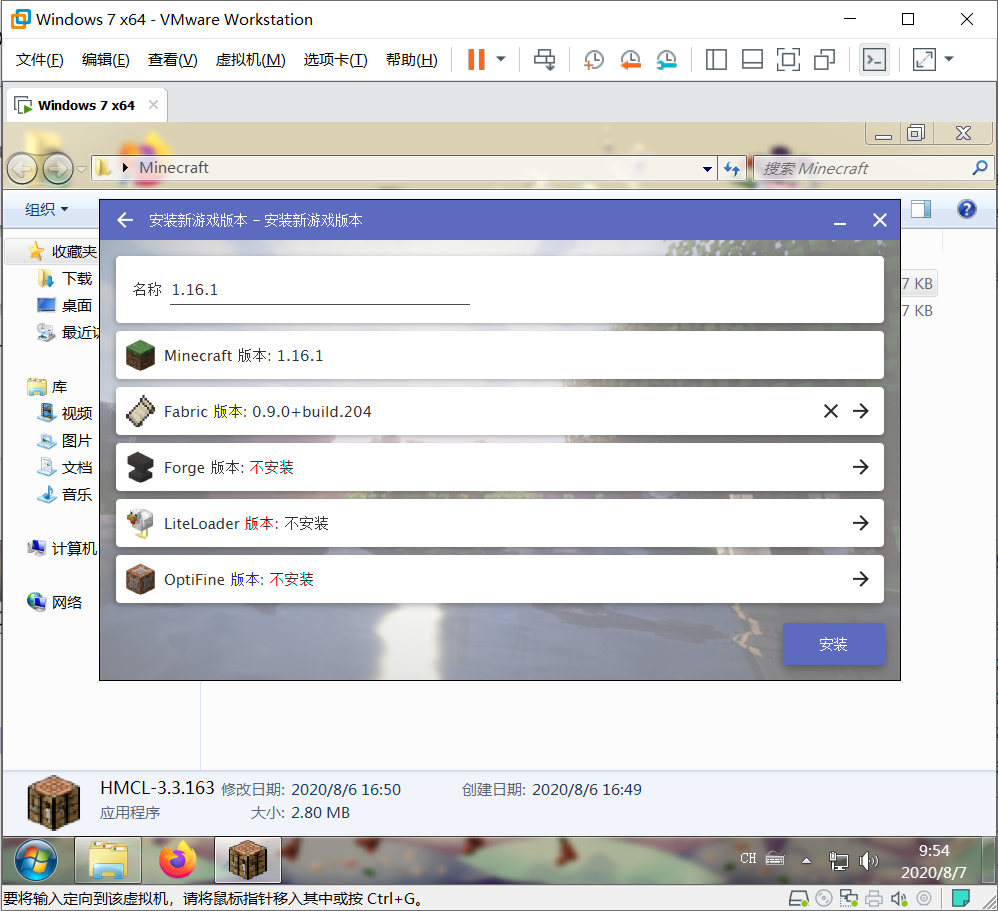 Windows 7 x64 - VMware Workstation
文件(F) 编辑(E) 查看(V) 虚拟机(M) 选项卡(T) 帮助(H)
Windows 7 x64
Minecraft
搜索 Minecraft
组织
安装新游戏版本 - 安装新游戏版本
收藏夹
下载
桌面
最近
库
视频
图片
文档
音乐
计算机
网络
7 KB
7 KB
名称 1.16.1
Minecraft 版本: 1.16.1
Fabric 版本: 0.9.0+build.204
Forge 版本: 不安装
LiteLoader 版本: 不安装
OptiFine 版本: 不安装
安装
HMCL-3.3.163 修改日期: 2020/8/6 16:50 创建日期: 2020/8/6 16:49
应用程序 大小: 2.80 MB
CH
9:54
2020/8/7
要将输入定向到该虚拟机，请将鼠标指针移入其中或按 Ctrl+G。